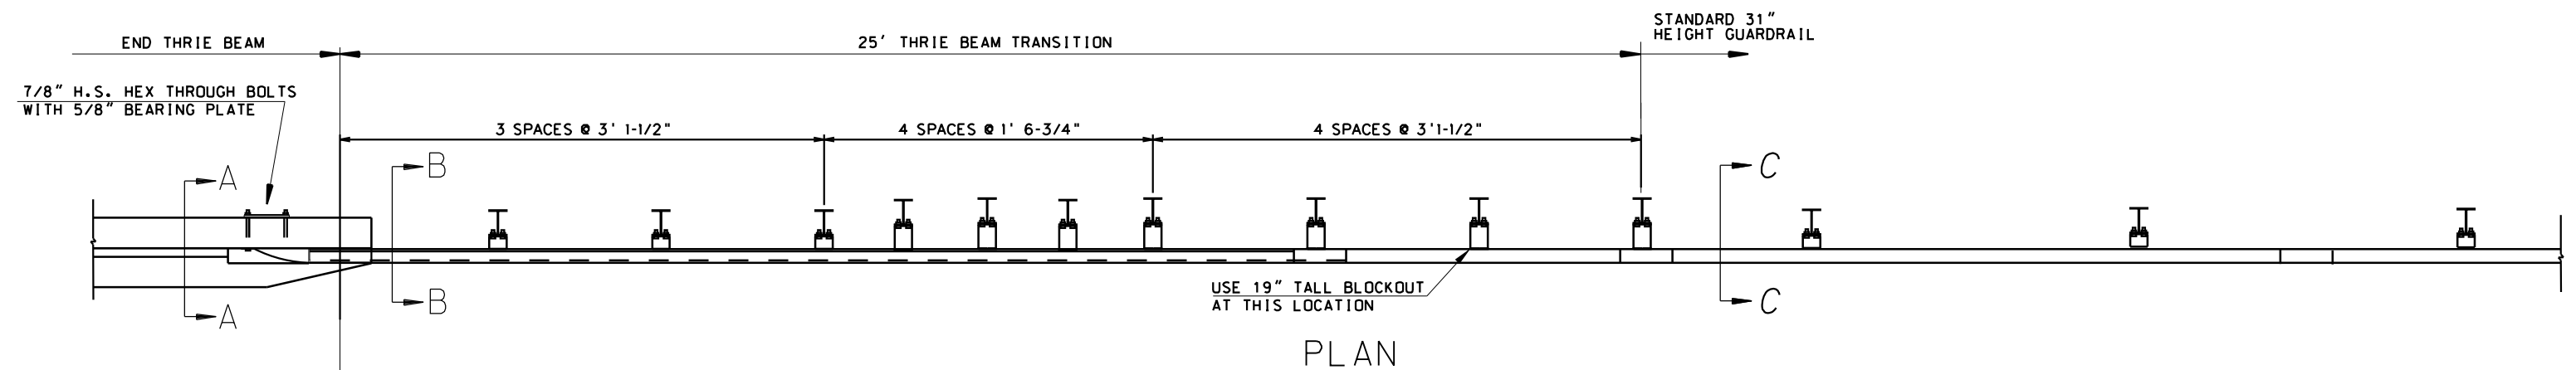 STANDARD 31"
HEIGHT GUARDRAIL
END THRIE BEAM
25' THRIE BEAM TRANSITION
7/8" H.S. HEX THROUGH BOLTS
WITH 5/8" BEARING PLATE
3 SPACES @ 3' 1-1/2"
4 SPACES @ 1' 6-3/4"
4 SPACES @ 3'1-1/2"
A
B
C
A
B
C
USE 19" TALL BLOCKOUT
AT THIS LOCATION
PLAN